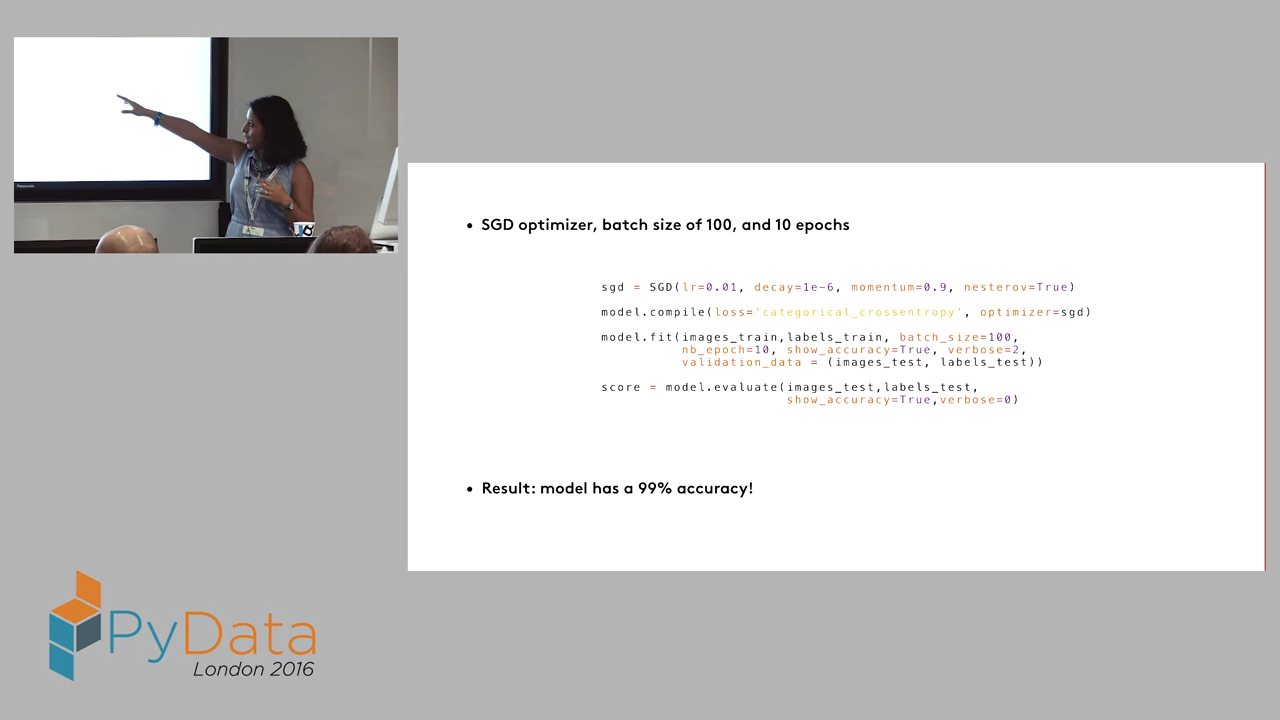 • SGD optimizer, batch size of 100, and 10 epochs
sgd = SGD(lr=0.01, decay=1e-6, momentum=0.9, nesterov=True)
model.compile(loss='categorical_crossentropy', optimizer=sgd)
model.fit(images_train,labels_train, batch_size=100,
nb_epoch=10, show_accuracy=True, verbose=2,
validation_data = (images_test, labels_test))
score = model.evaluate(images_test,labels_test,
show_accuracy=True,verbose=0)
• Result: model has a 99% accuracy!
PyData
London 2016
Panasonic